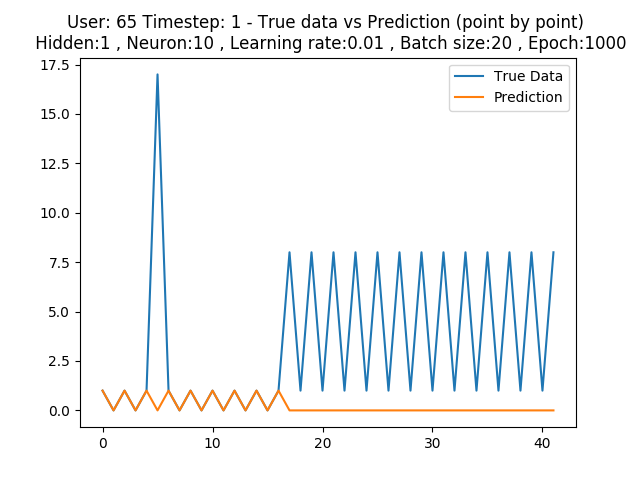 User: 65 Timestep: 1 - True data vs Prediction (point by point)
Hidden:1 , Neuron:10 , Learning rate:0.01 , Batch size:20 , Epoch:1000
True Data
Prediction
17.5
15.0
12.5
10.0
7.5
5.0
2.5
0.0
0 10 20 30 40